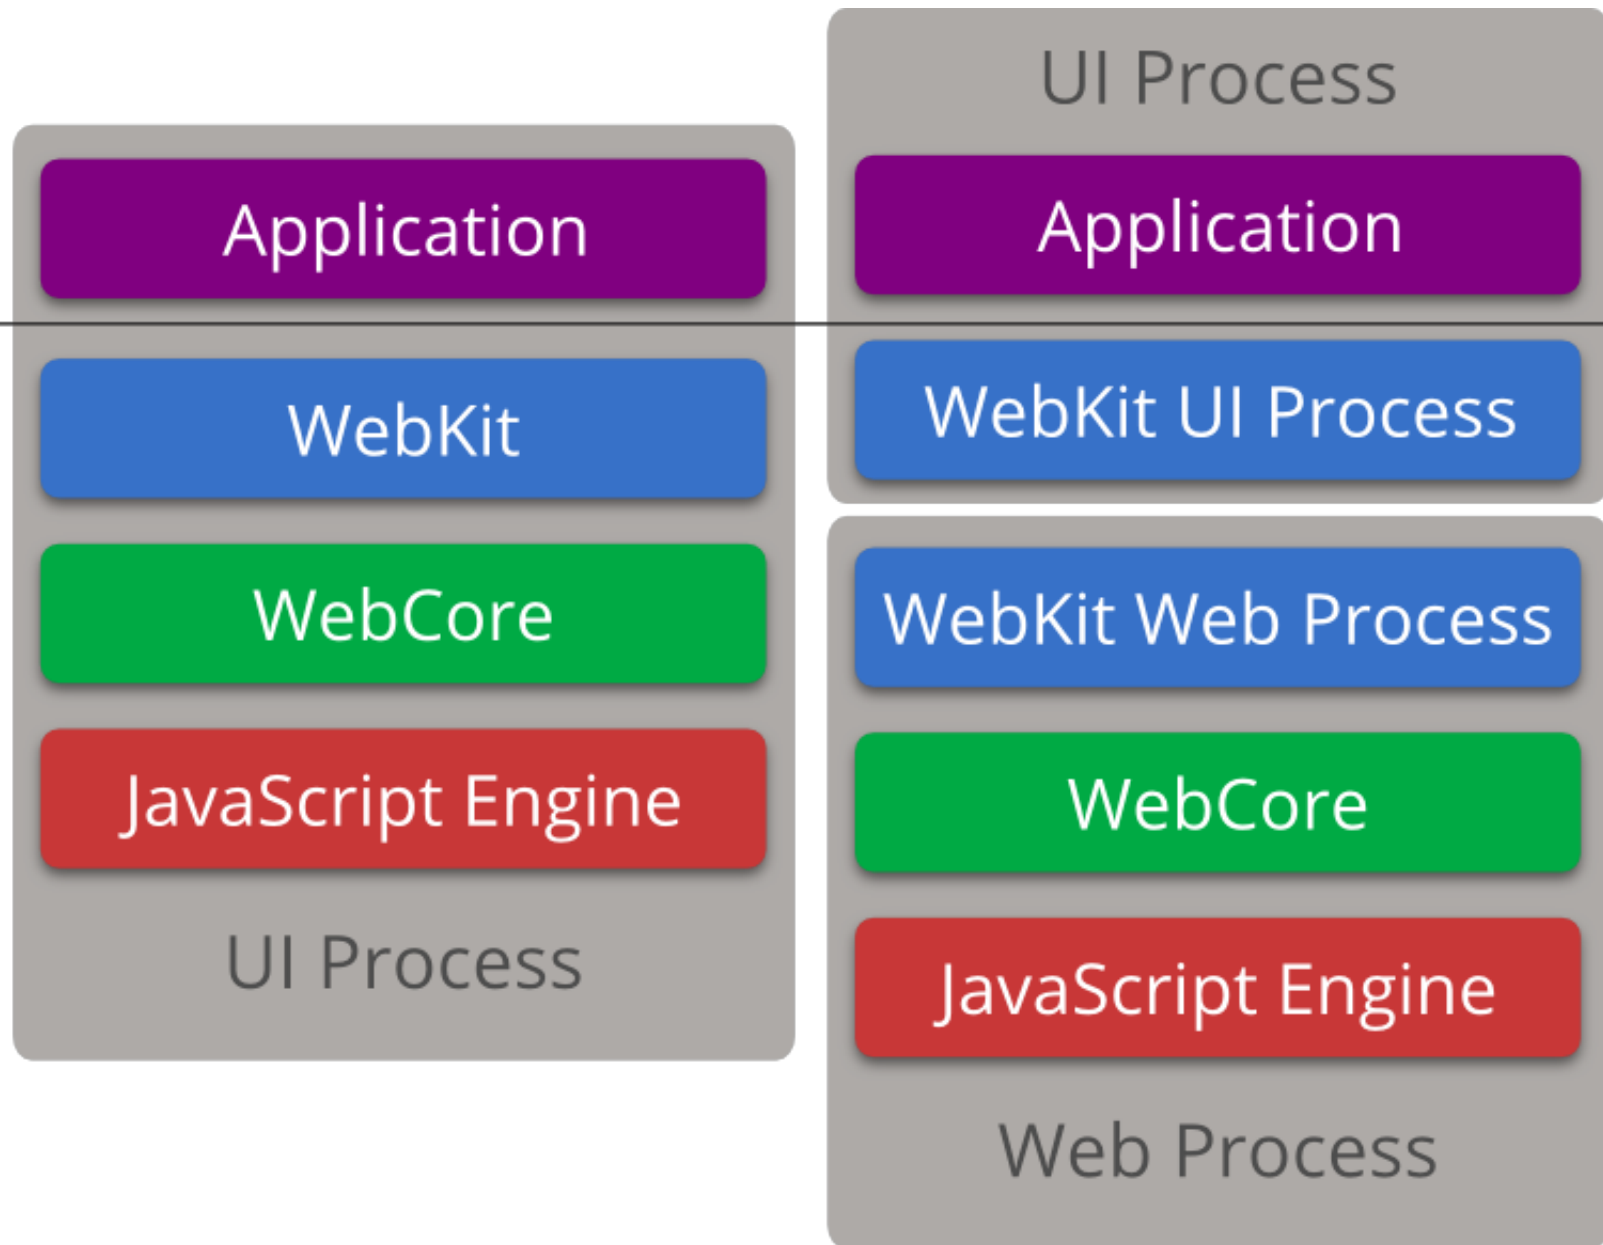 Application
WebKit
WebCore
JavaScript Engine
UI Process
UI Process
Application
WebKit UI Process
WebKit Web Process
WebCore
JavaScript Engine
Web Process